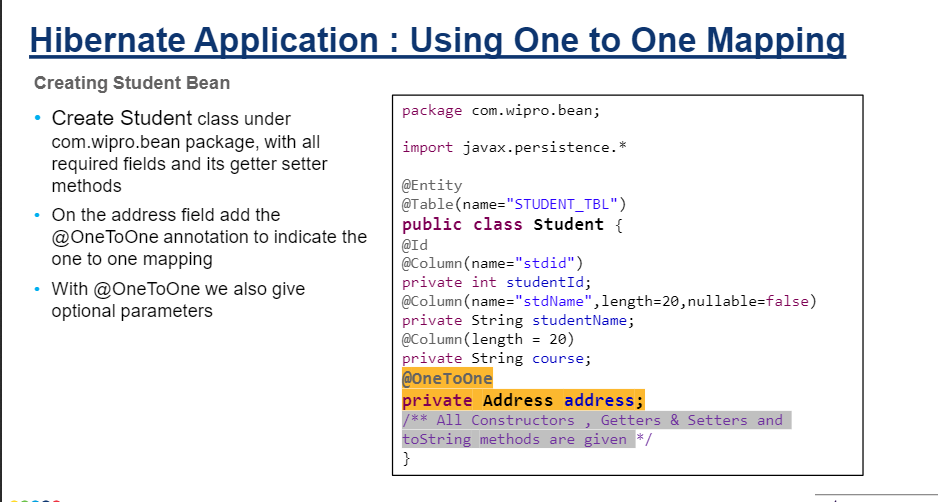 Hibernate Application : Using One to One Mapping
Creating Student Bean
• Create Student class under
com.wipro.bean package, with all
required fields and its getter setter
methods
• On the address field add the
@OneToOne annotation to indicate the
one to one mapping
• With @OneToOne we also give
optional parameters
package com.wipro.bean;
import javax.persistence.*
@Entity
@Table(name="STUDENT_TBL")
public class Student {
@Id
@Column(name="stdid")
private int studentId;
@Column(name="stdName",length=20,nullable=false)
private String studentName;
@Column(length = 20)
private String course;
@OneToOne
private Address address;
/** All Constructors , Getters & Setters and
toString methods are given */
}